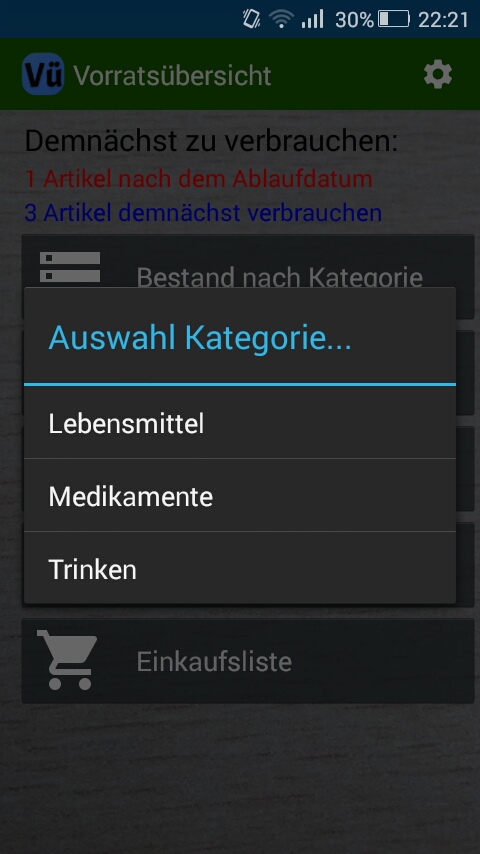 30% 22:21
Vü Vorratsübersicht
Demnächst zu verbrauchen:
1 Artikel nach dem Ablaufdatum
3 Artikel demnächst verbrauchen
Bestand nach Kategorie
Auswahl Kategorie...
Lebensmittel
Medikamente
Trinken
Einkaufsliste